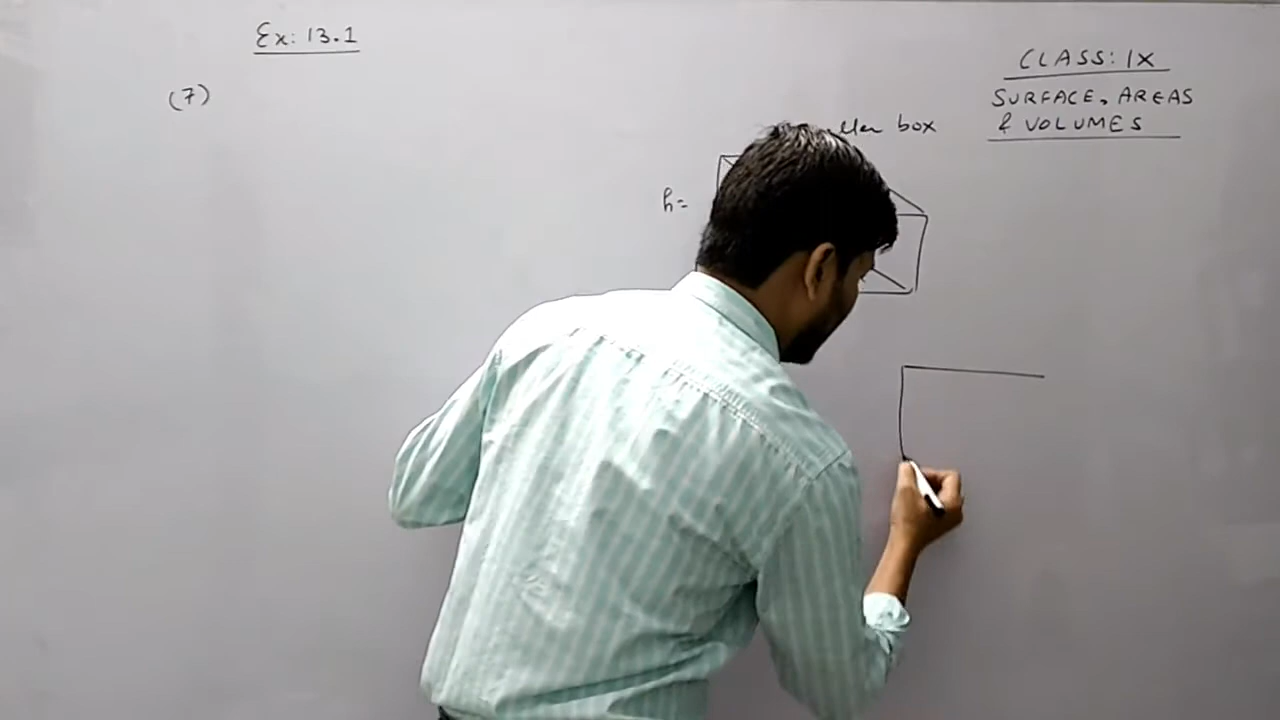 Ex: 13.1
CLASS: IX
SURFACE, AREAS
& VOLUMES
(7)
box
h=